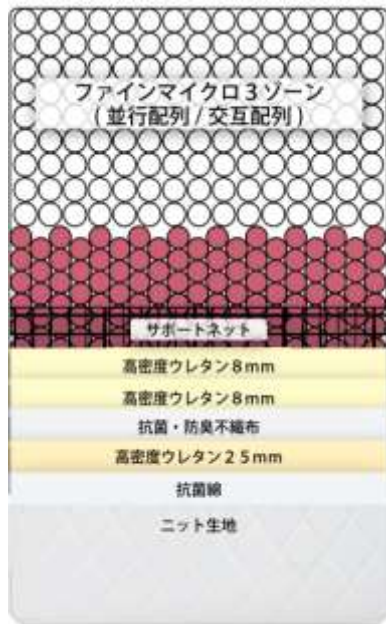 ファインマイクロ3ゾーン
(並行配列/交互配列)
サポートネット
高密度ウレタン8mm
高密度ウレタン8mm
抗菌・防臭不織布
高密度ウレタン25mm
抗菌綿
ニット生地